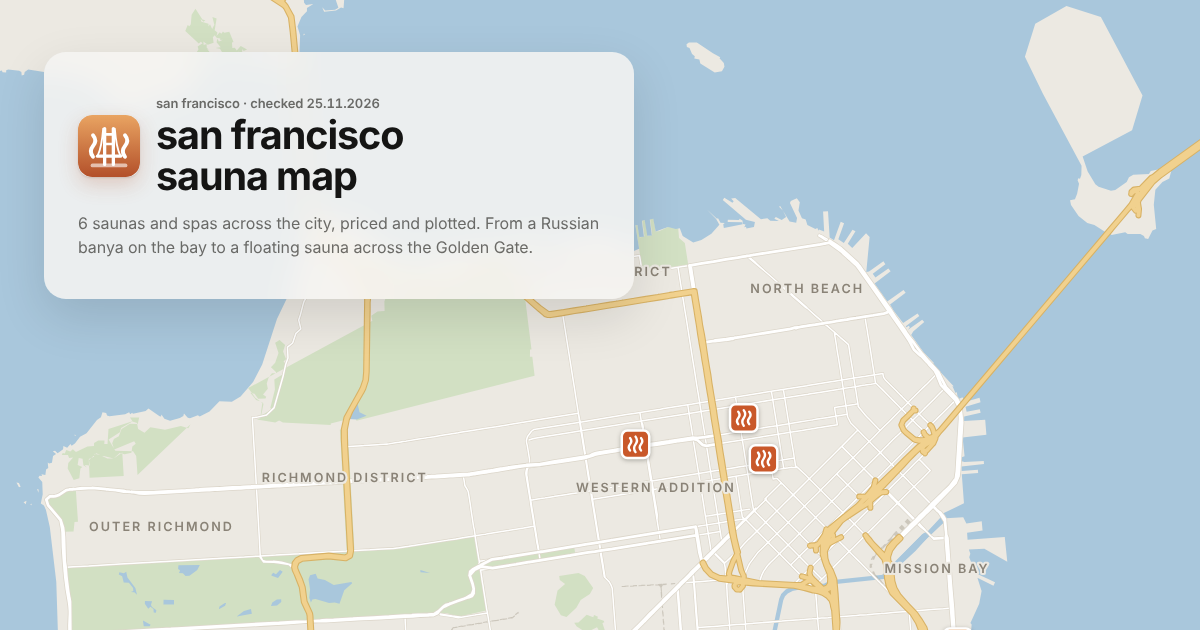 san francisco · checked 25.11.2026
san francisco
sauna map
6 saunas and spas across the city, priced and plotted. From a Russian
banya on the bay to a floating sauna across the Golden Gate.
RICT
NORTH BEACH
RICHMOND DISTRICT
WESTERN ADDITION
OUTER RICHMOND
MISSION BAY